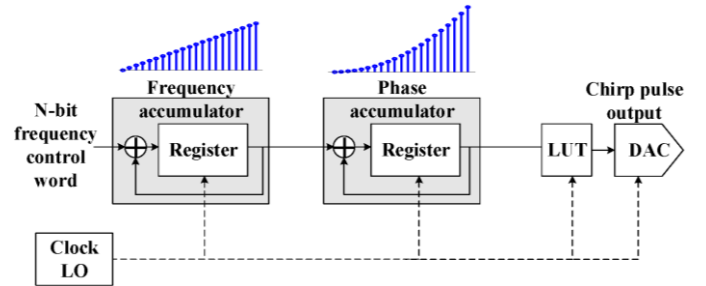 Frequency
accumulator
Phase
accumulator
Chirp pulse
output
N-bit
frequency
control
word
Register
Register
LUT
DAC
Clock
LO